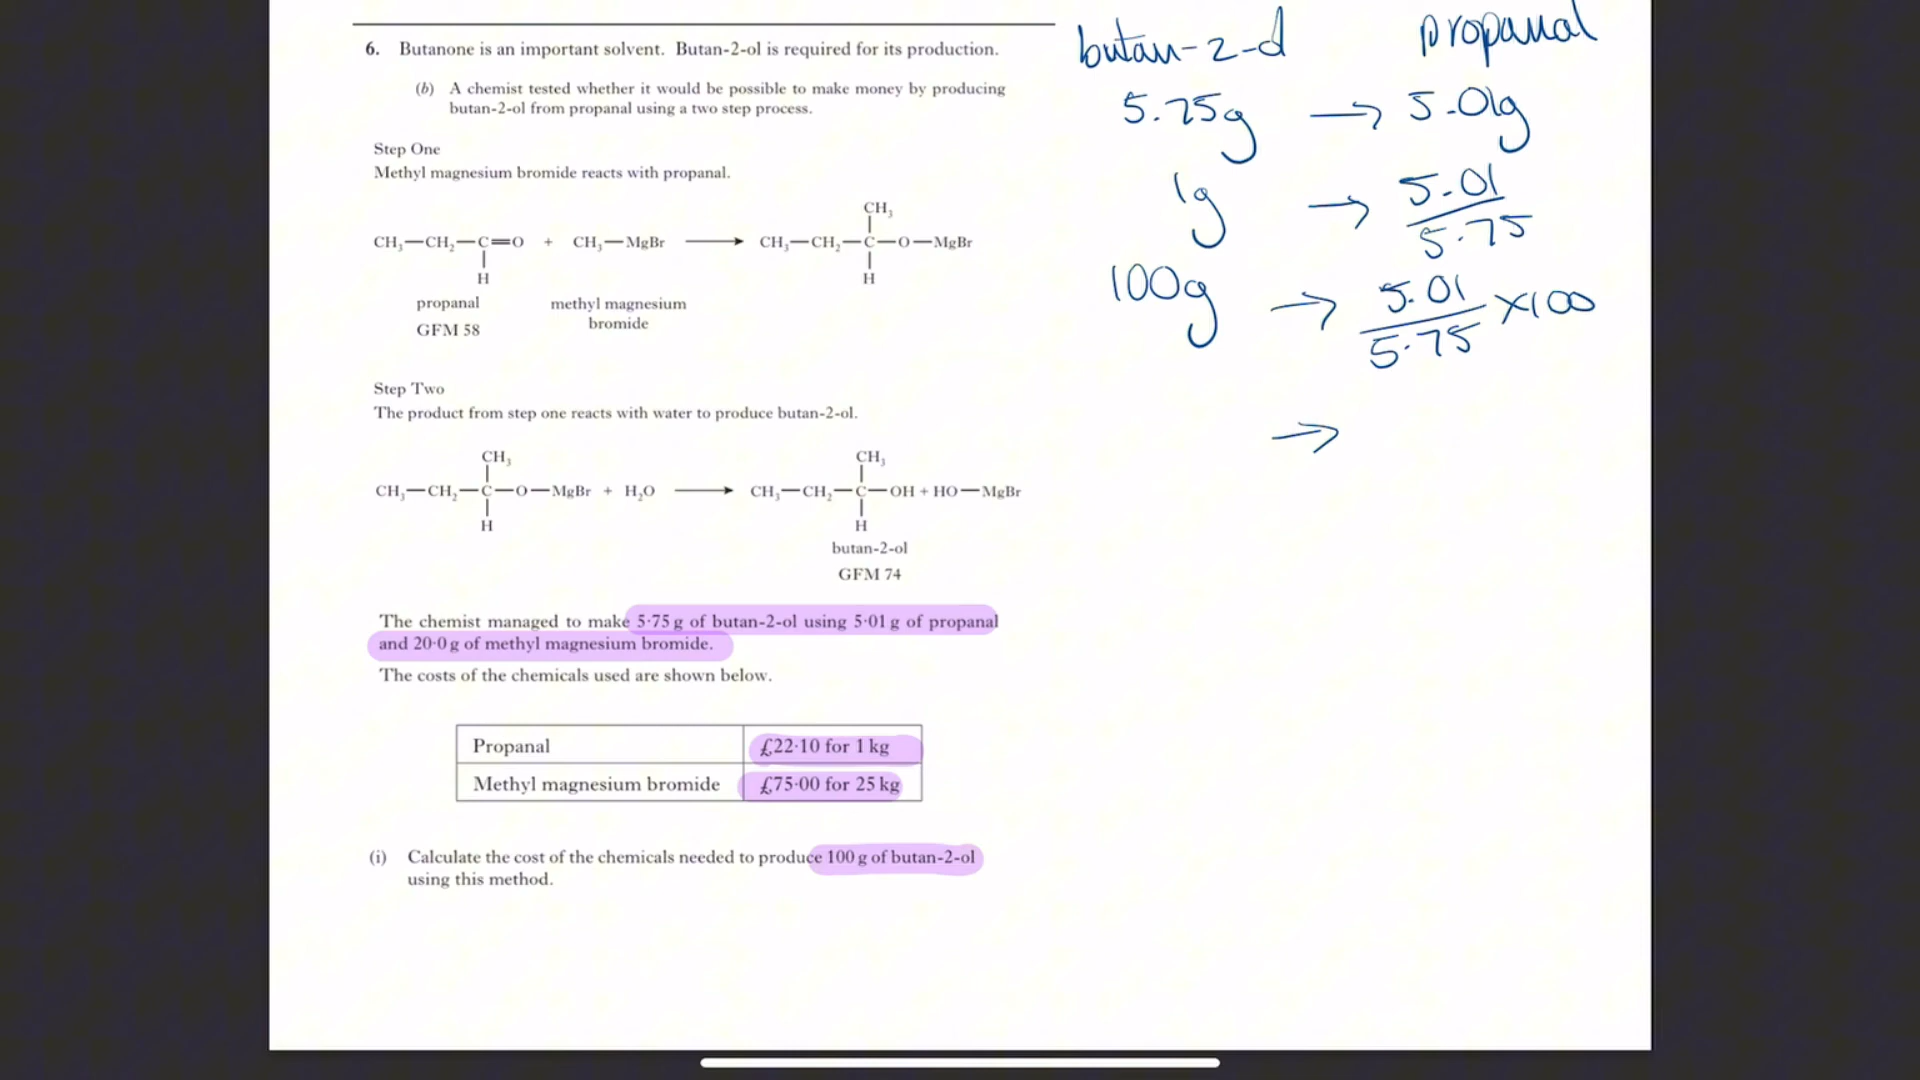 6. Butanone is an important solvent. Butan-2-ol is required for its production.
(b) A chemist tested whether it would be possible to make money by producing
butan-2-ol from propanal using a two step process.
Step One
Methyl magnesium bromide reacts with propanal.
CH₃
CH₃—CH₂—C=O + CH₃—MgBr ⟶ CH₃—CH₂—C—O—MgBr
H H
propanal methyl magnesium
bromide
GFM 58
Step Two
The product from step one reacts with water to produce butan-2-ol.
CH₃ CH₃
CH₃—CH₂—C—O—MgBr + H₂O ⟶ CH₃—CH₂—C—OH + HO—MgBr
H H
butan-2-ol
GFM 74
The chemist managed to make 5·75 g of butan-2-ol using 5·01 g of propanal
and 20·0 g of methyl magnesium bromide.
The costs of the chemicals used are shown below.
Propanal £22·10 for 1 kg
Methyl magnesium bromide £75·00 for 25 kg
(i) Calculate the cost of the chemicals needed to produce 100 g of butan-2-ol
using this method.
butan-2-ol propanal
5.75g → 5.01g
1g → 5.01
5.75
100g → 5.01 ×100
5.75
→